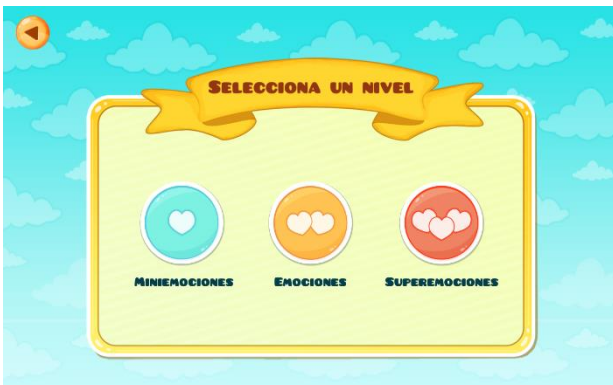 SELECCIONA UN NIVEL
MINIEMOCIONES
EMOCIONES
SUPEREMOCIONES